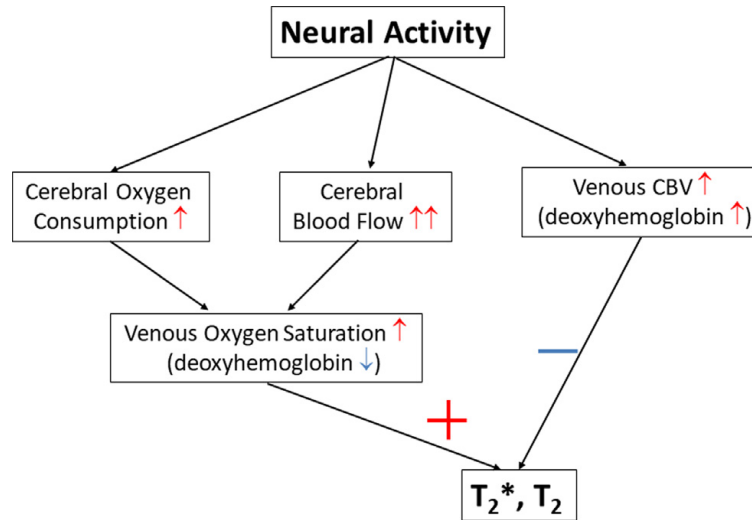 Neural Activity
Cerebral Oxygen
Consumption ↑
Cerebral
Blood Flow ↑↑
Venous CBV ↑
(deoxyhemoglobin ↑)
Venous Oxygen Saturation ↑
(deoxyhemoglobin ↓)
+
−
T₂*, T₂